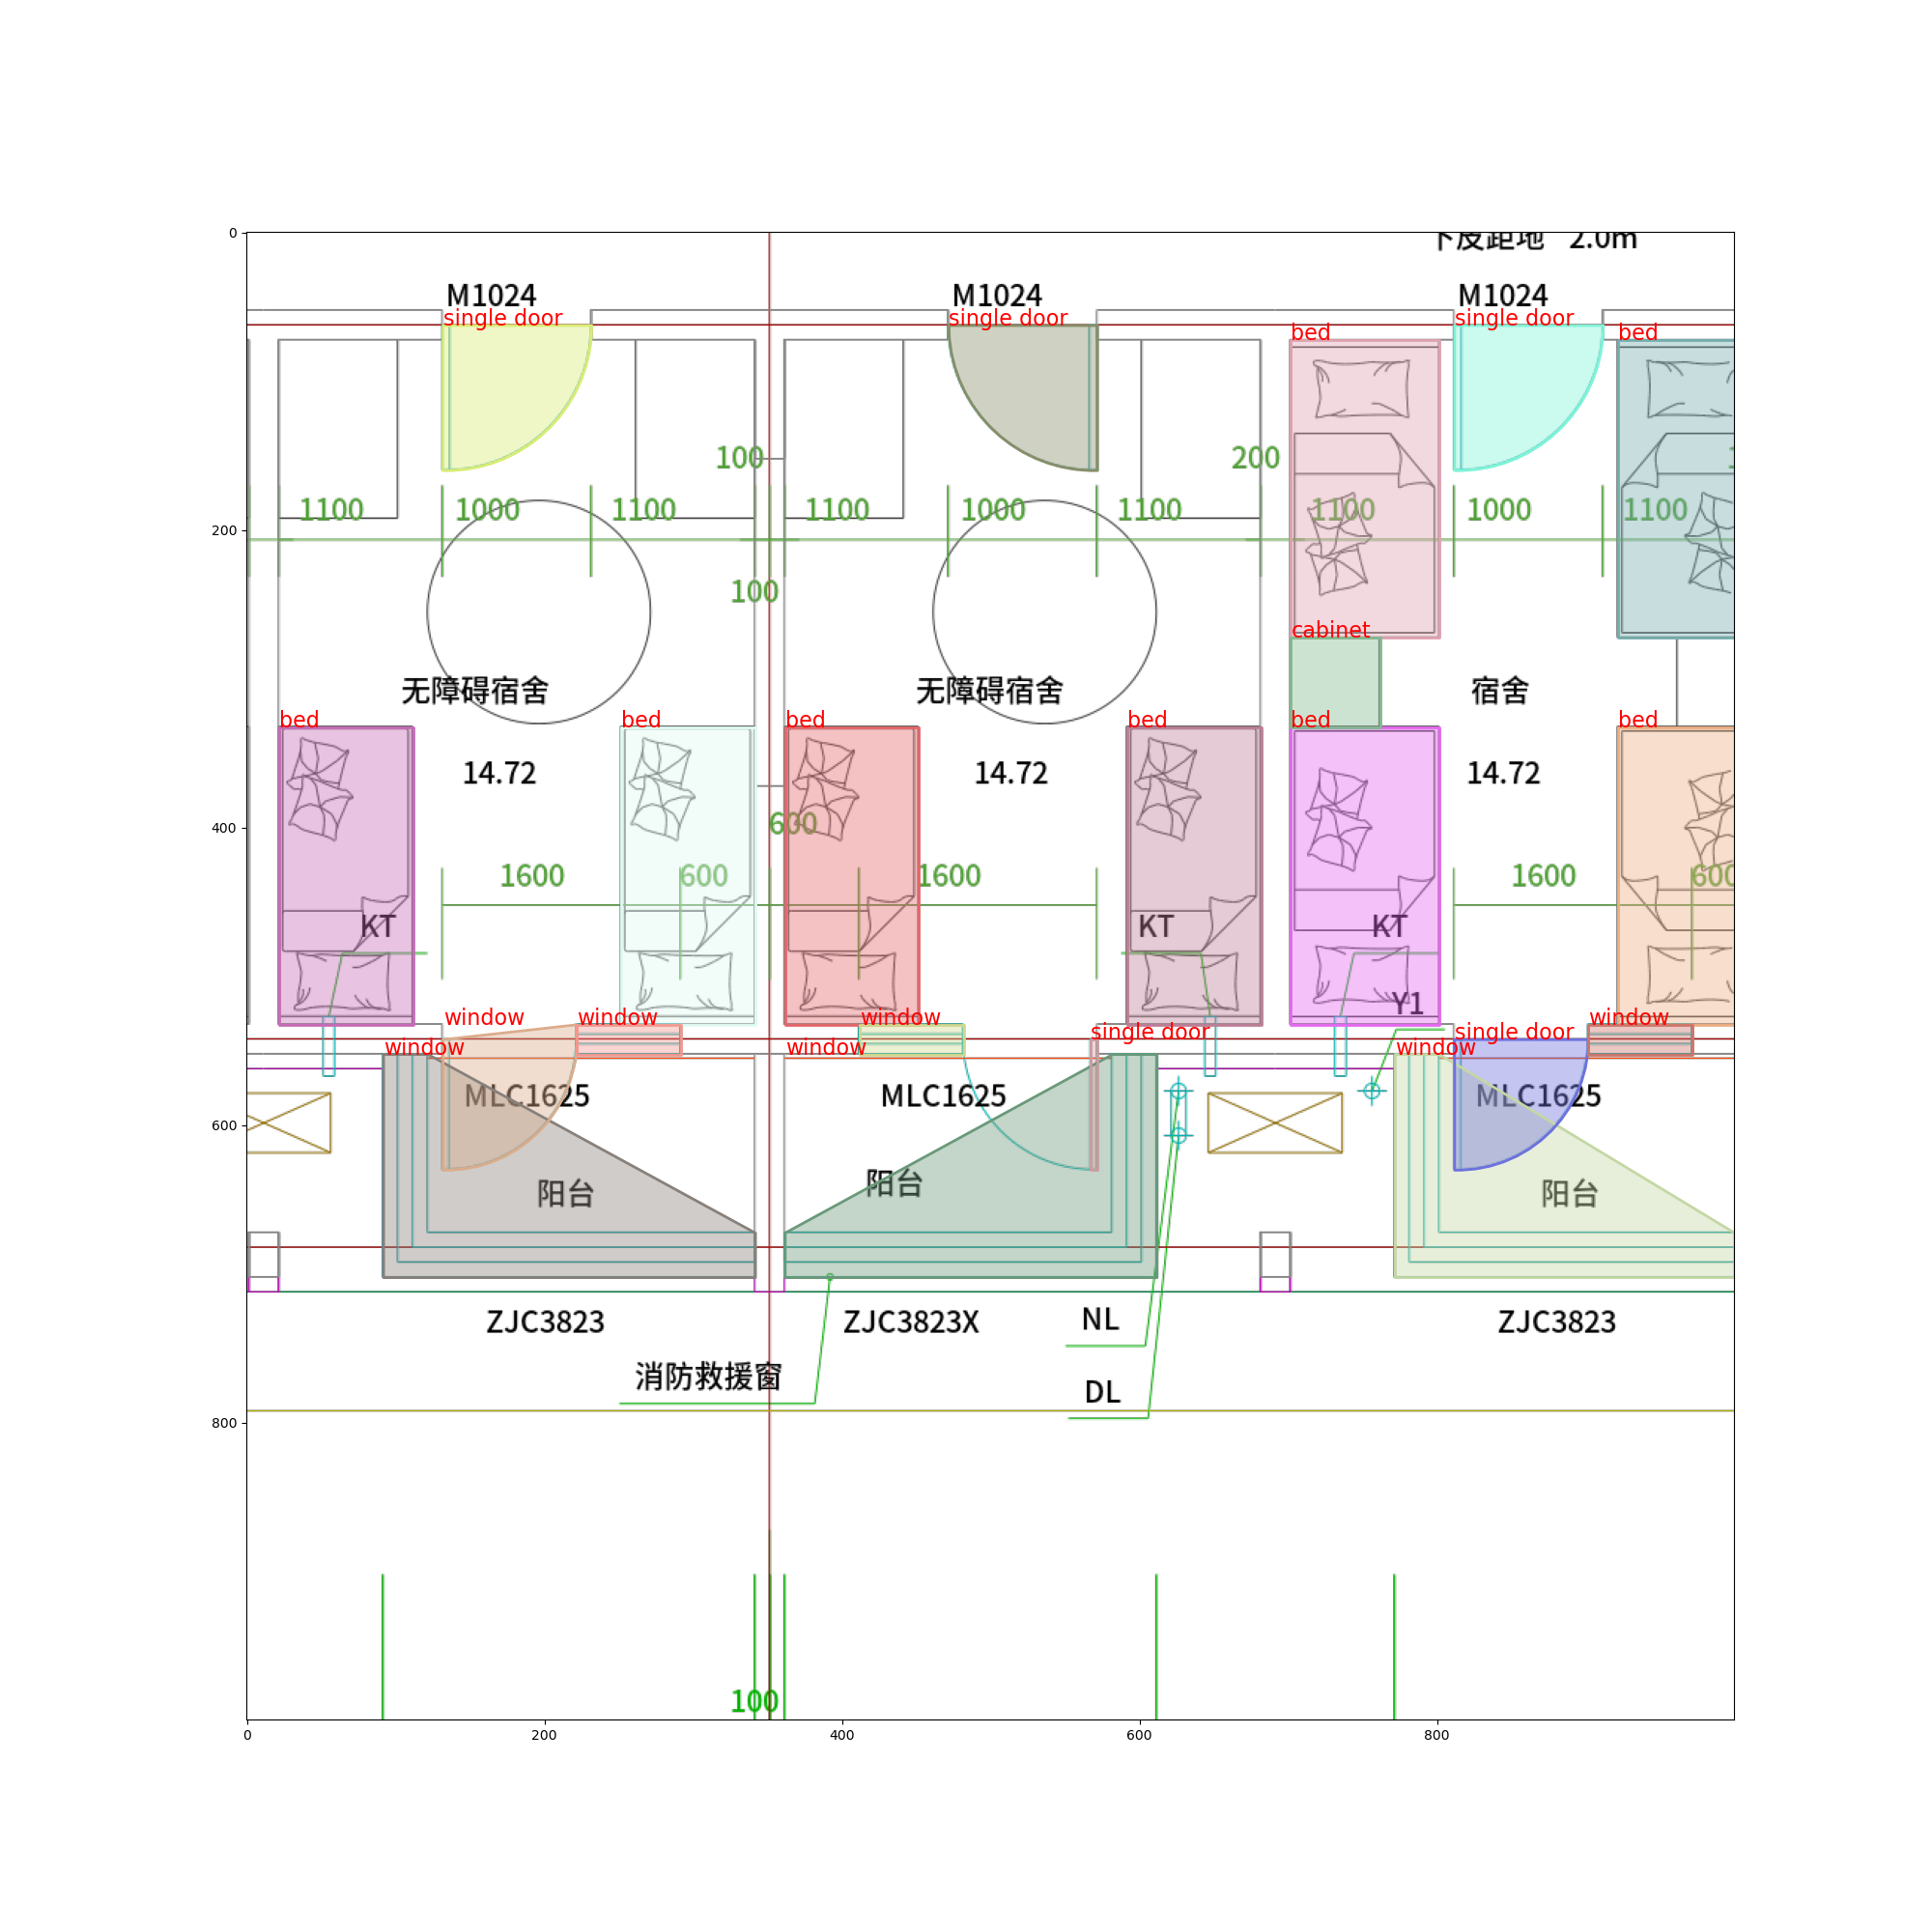 下皮距地 2.0m
M1024
M1024
M1024
single door
single door
single door
bed
bed
100
200
1100
1000
1100
1100
1000
1100
1100
1000
1100
100
cabinet
无障碍宿舍
无障碍宿舍
宿舍
bed
bed
bed
bed
bed
bed
14.72
14.72
14.72
600
1600
600
1600
1600
600
KT
KT
KT
Y1
window
window
window
single door
single door
window
window
window
window
MLC1625
MLC1625
MLC1625
阳台
阳台
阳台
ZJC3823
ZJC3823X
NL
ZJC3823
消防救援窗
DL
100
0
200
400
600
800
0
200
400
600
800